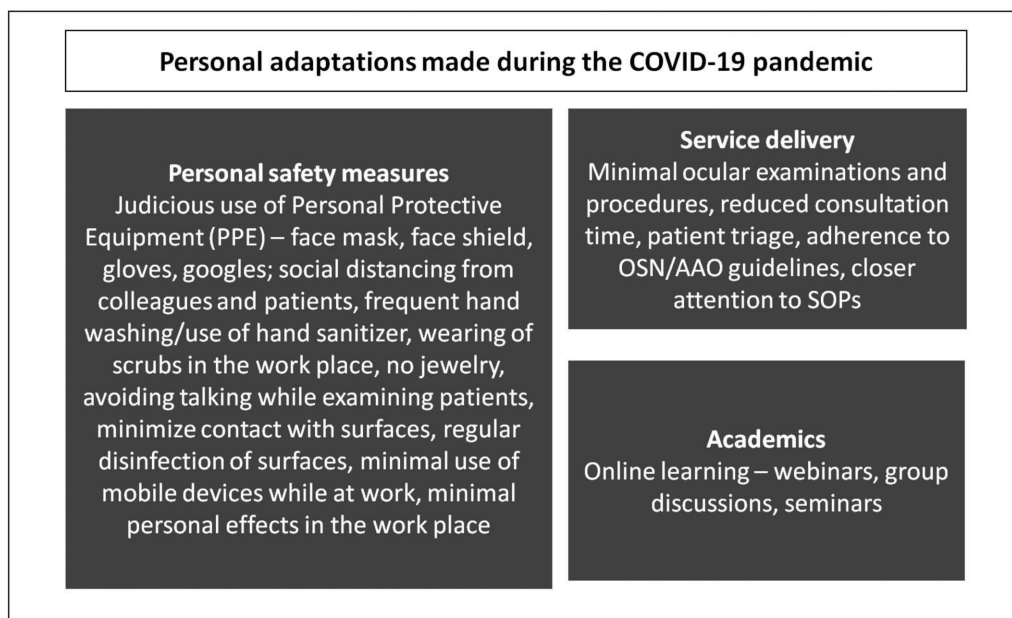 Personal adaptations made during the COVID-19 pandemic
Personal safety measures
Judicious use of Personal Protective
Equipment (PPE) – face mask, face shield,
gloves, googles; social distancing from
colleagues and patients, frequent hand
washing/use of hand sanitizer, wearing of
scrubs in the work place, no jewelry,
avoiding talking while examining patients,
minimize contact with surfaces, regular
disinfection of surfaces, minimal use of
mobile devices while at work, minimal
personal effects in the work place
Service delivery
Minimal ocular examinations and
procedures, reduced consultation
time, patient triage, adherence to
OSN/AAO guidelines, closer
attention to SOPs
Academics
Online learning – webinars, group
discussions, seminars